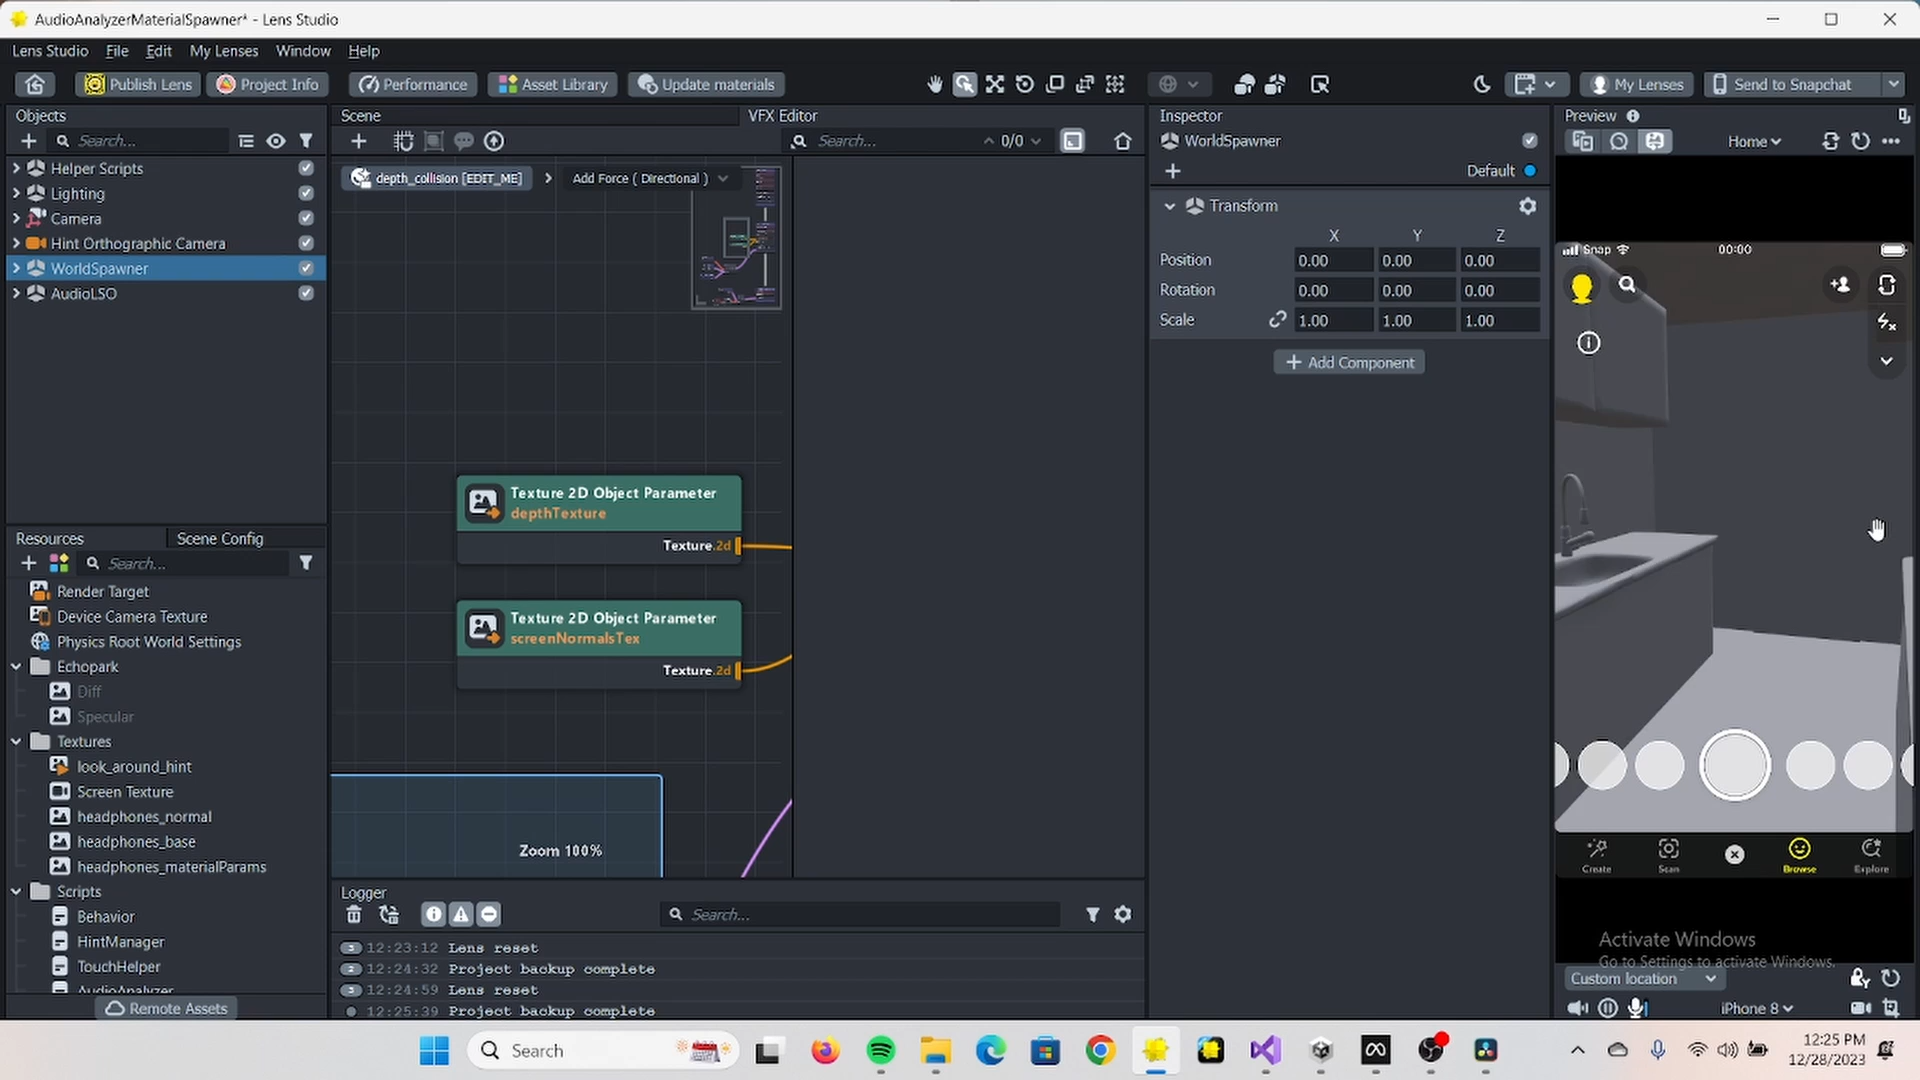 AudioAnalyzerMaterialSpawner* - Lens Studio
Lens Studio File Edit My Lenses Window Help
Publish Lens Project Info Performance Asset Library Update materials My Lenses Send to Snapchat
Objects
Search...
Helper Scripts
Lighting
Camera
Hint Orthographic Camera
WorldSpawner
AudioLSO
Resources Scene Config
Search...
Render Target
Device Camera Texture
Physics Root World Settings
Echopark
Diff
Specular
Textures
look_around_hint
Screen Texture
headphones_normal
headphones_base
headphones_materialParams
Scripts
Behavior
HintManager
TouchHelper
AudioAnalyzer
Remote Assets
Scene VFX Editor
Search... 0/0
depth_collision [EDIT_ME] Add Force ( Directional )
Texture 2D Object Parameter
depthTexture
Texture.2d
Texture 2D Object Parameter
screenNormalsTex
Texture.2d
Zoom 100%
Logger
Search...
3 12:23:12 Lens reset
2 12:24:32 Project backup complete
3 12:24:59 Lens reset
12:25:39 Project backup complete
Inspector
WorldSpawner
Default
Transform
X Y Z
Position 0.00 0.00 0.00
Rotation 0.00 0.00 0.00
Scale 1.00 1.00 1.00
+ Add Component
Preview
Home
Snap 00:00
Create Scan Browse Explore
Activate Windows
Go to Settings to activate Windows.
Custom location
iPhone 8
Search
12:25 PM
12/28/2023